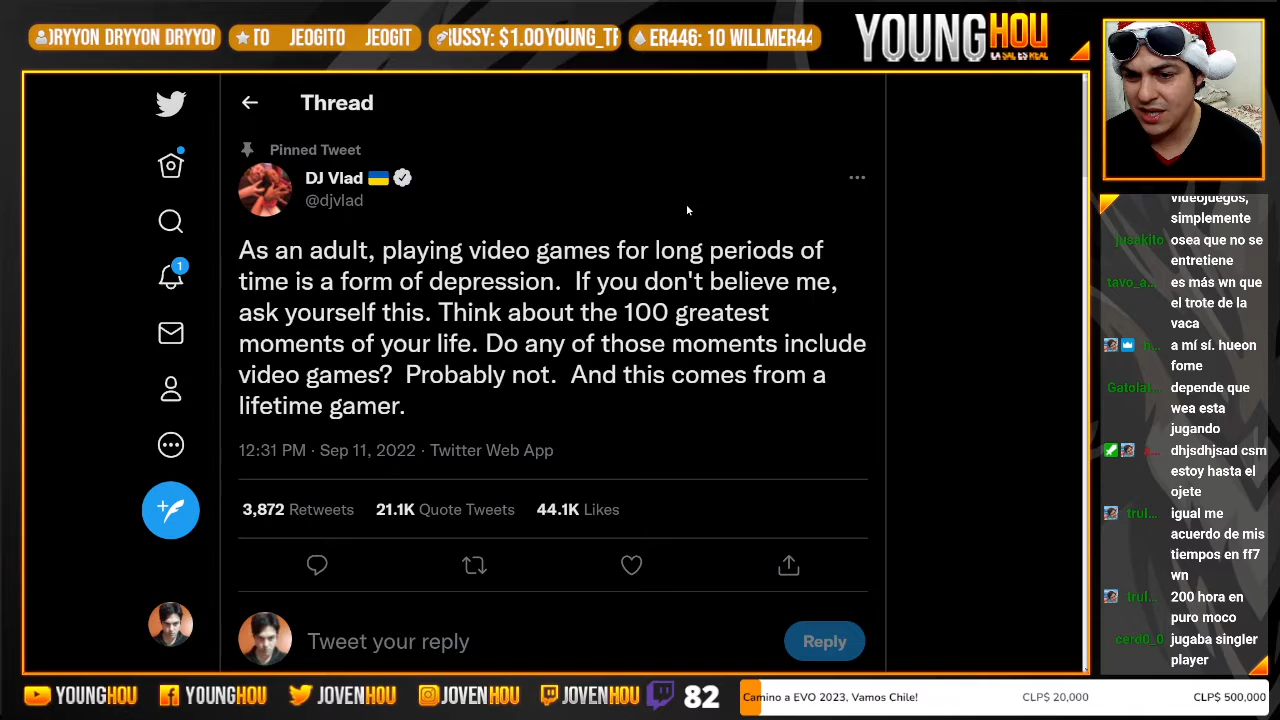 DRYYON DRYYON
JEOGITO JEOGIT
RUSSY: $1.00 YOUNG_
ER446: 10 WILLMER44
YOUNGHOU
LA SAL ES REAL
Thread
Pinned Tweet
DJ Vlad
@djvlad
As an adult, playing video games for long periods of
time is a form of depression. If you don't believe me,
ask yourself this. Think about the 100 greatest
moments of your life. Do any of those moments include
video games? Probably not. And this comes from a
lifetime gamer.
12:31 PM · Sep 11, 2022 · Twitter Web App
3,872 Retweets 21.1K Quote Tweets 44.1K Likes
Tweet your reply
Reply
1
videojuegos,
simplemente
jusakito osea que no se
entretiene
tavo_a... es más wn que
el trote de la
vaca
a mí sí. hueon
fome
Gatolat... depende que
wea esta
jugando
dhjsdhjsad csm
estoy hasta el
ojete
trul... igual me
acuerdo de mis
tiempos en ff7
wn
trul... 200 hora en
puro moco
cerd0_0 jugaba singler
player
YOUNGHOU YOUNGHOU JOVENHOU JOVENHOU JOVENHOU 82
Camino a EVO 2023, Vamos Chile! CLP$ 20,000 CLP$ 500,000